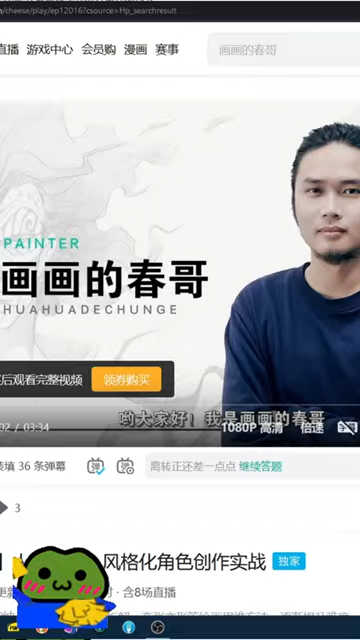 /cheese/play/ep12016?csource=Hp_searchresult
直播 游戏中心 会员购 漫画 赛事
画画的春哥
PAINTER
画画的春哥
HUAHUADECHUNGE
后观看完整视频 领券购买
哟大家好！我是画画的春哥
02 / 03:34 1080P 高清 倍速
装填 36 条弹幕 弹 弹 离转正还差一点点 继续答题
3
风格化角色创作实战 独家
含8场直播